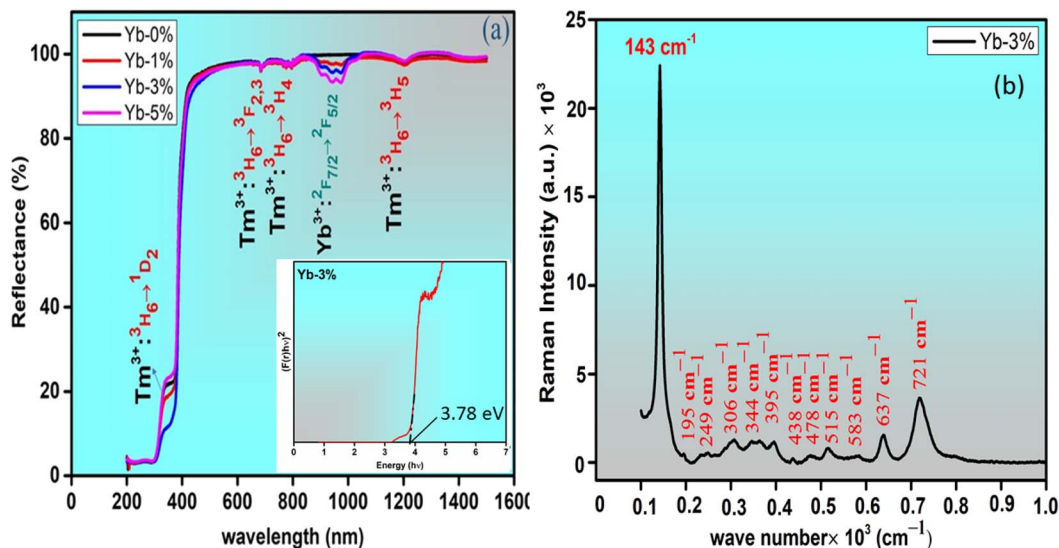 (a)
Yb-0%
Yb-1%
Yb-3%
Yb-5%
Reflectance (%)
100
80
60
40
20
0
Tm³⁺:³H₆→¹D₂
Tm³⁺:³H₆→³F₂,₃
Tm³⁺:³H₆→³H₄
Yb³⁺:²F₇/₂→²F₅/₂
Tm³⁺:³H₆→³H₅
Yb-3%
(F(r)hν)²
3.78 eV
0 1 2 3 4 5 6 7
Energy (hν)
0 200 400 600 800 1000 1200 1400 1600
wavelength (nm)
(b)
Yb-3%
Raman Intensity (a.u.) × 10³
25
20
15
10
5
0
143 cm⁻¹
195 cm⁻¹
249 cm⁻¹
306 cm⁻¹
344 cm⁻¹
395 cm⁻¹
438 cm⁻¹
478 cm⁻¹
515 cm⁻¹
583 cm⁻¹
637 cm⁻¹
721 cm⁻¹
0 0.1 0.2 0.3 0.4 0.5 0.6 0.7 0.8 0.9 1.0
wave number× 10³ (cm⁻¹)